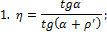 1. η = tgα / tg(α + ρ′);